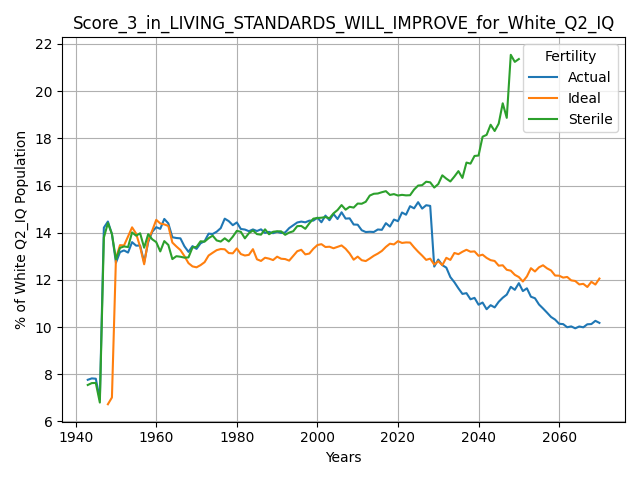 Score_3_in_LIVING_STANDARDS_WILL_IMPROVE_for_White_Q2_IQ
% of White Q2_IQ Population
22
20
18
16
14
12
10
8
6
Fertility
Actual
Ideal
Sterile
1940 1960 1980 2000 2020 2040 2060
Years